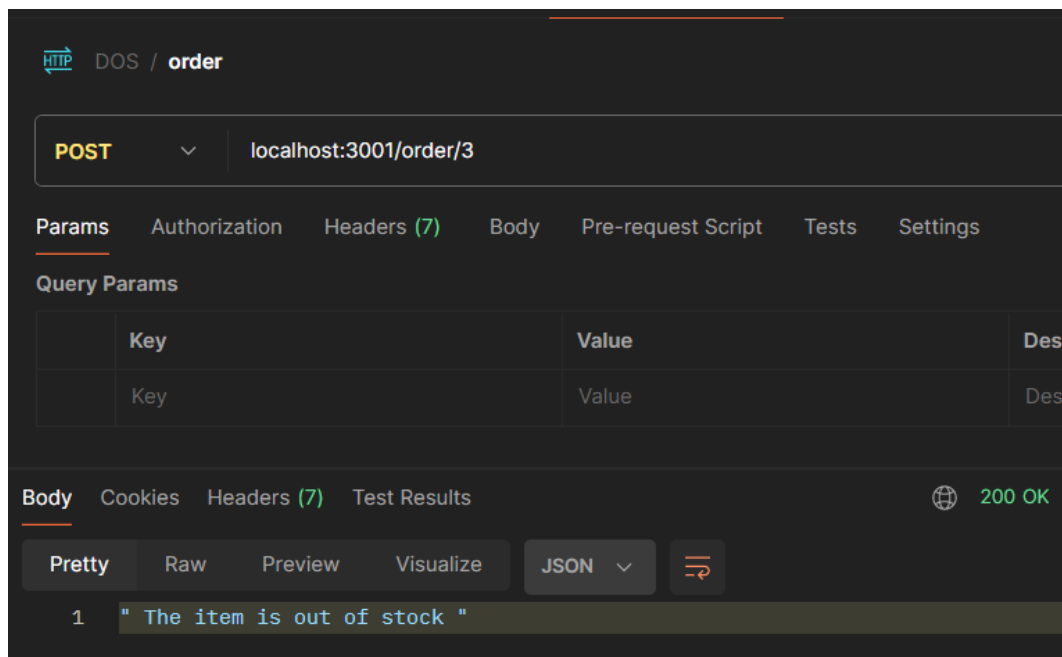 HTTP DOS / order
POST localhost:3001/order/3
Params Authorization Headers (7) Body Pre-request Script Tests Settings
Query Params
Key Value Des
Key Value Des
Body Cookies Headers (7) Test Results 200 OK
Pretty Raw Preview Visualize JSON
1 " The item is out of stock "